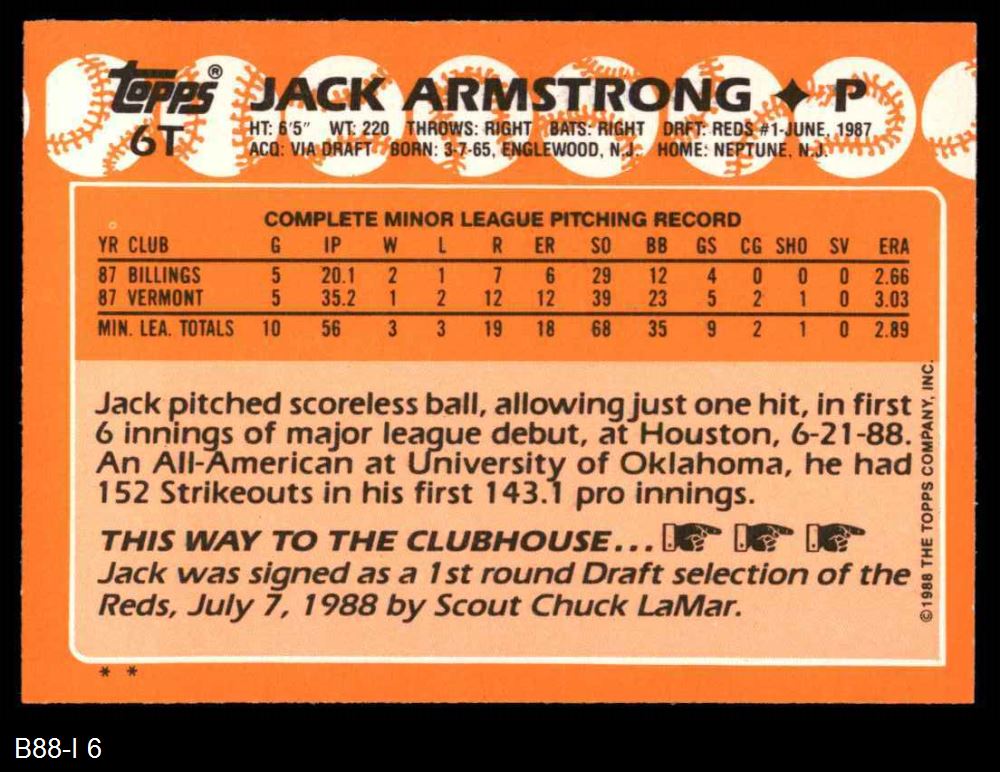 topps® JACK ARMSTRONG ✦ P
6T HT: 6'5" WT: 220 THROWS: RIGHT BATS: RIGHT DRFT: REDS #1-JUNE, 1987
ACQ: VIA DRAFT BORN: 3-7-65, ENGLEWOOD, N.J. HOME: NEPTUNE, N.J.
COMPLETE MINOR LEAGUE PITCHING RECORD
YR CLUB G IP W L R ER SO BB GS CG SHO SV ERA
87 BILLINGS 5 20.1 2 1 7 6 29 12 4 0 0 0 2.66
87 VERMONT 5 35.2 1 2 12 12 39 23 5 2 1 0 3.03
MIN. LEA. TOTALS 10 56 3 3 19 18 68 35 9 2 1 0 2.89
Jack pitched scoreless ball, allowing just one hit, in first
6 innings of major league debut, at Houston, 6-21-88.
An All-American at University of Oklahoma, he had
152 Strikeouts in his first 143.1 pro innings.
THIS WAY TO THE CLUBHOUSE...
Jack was signed as a 1st round Draft selection of the
Reds, July 7, 1988 by Scout Chuck LaMar.
©1988 THE TOPPS COMPANY, INC.
* *
B88-I 6